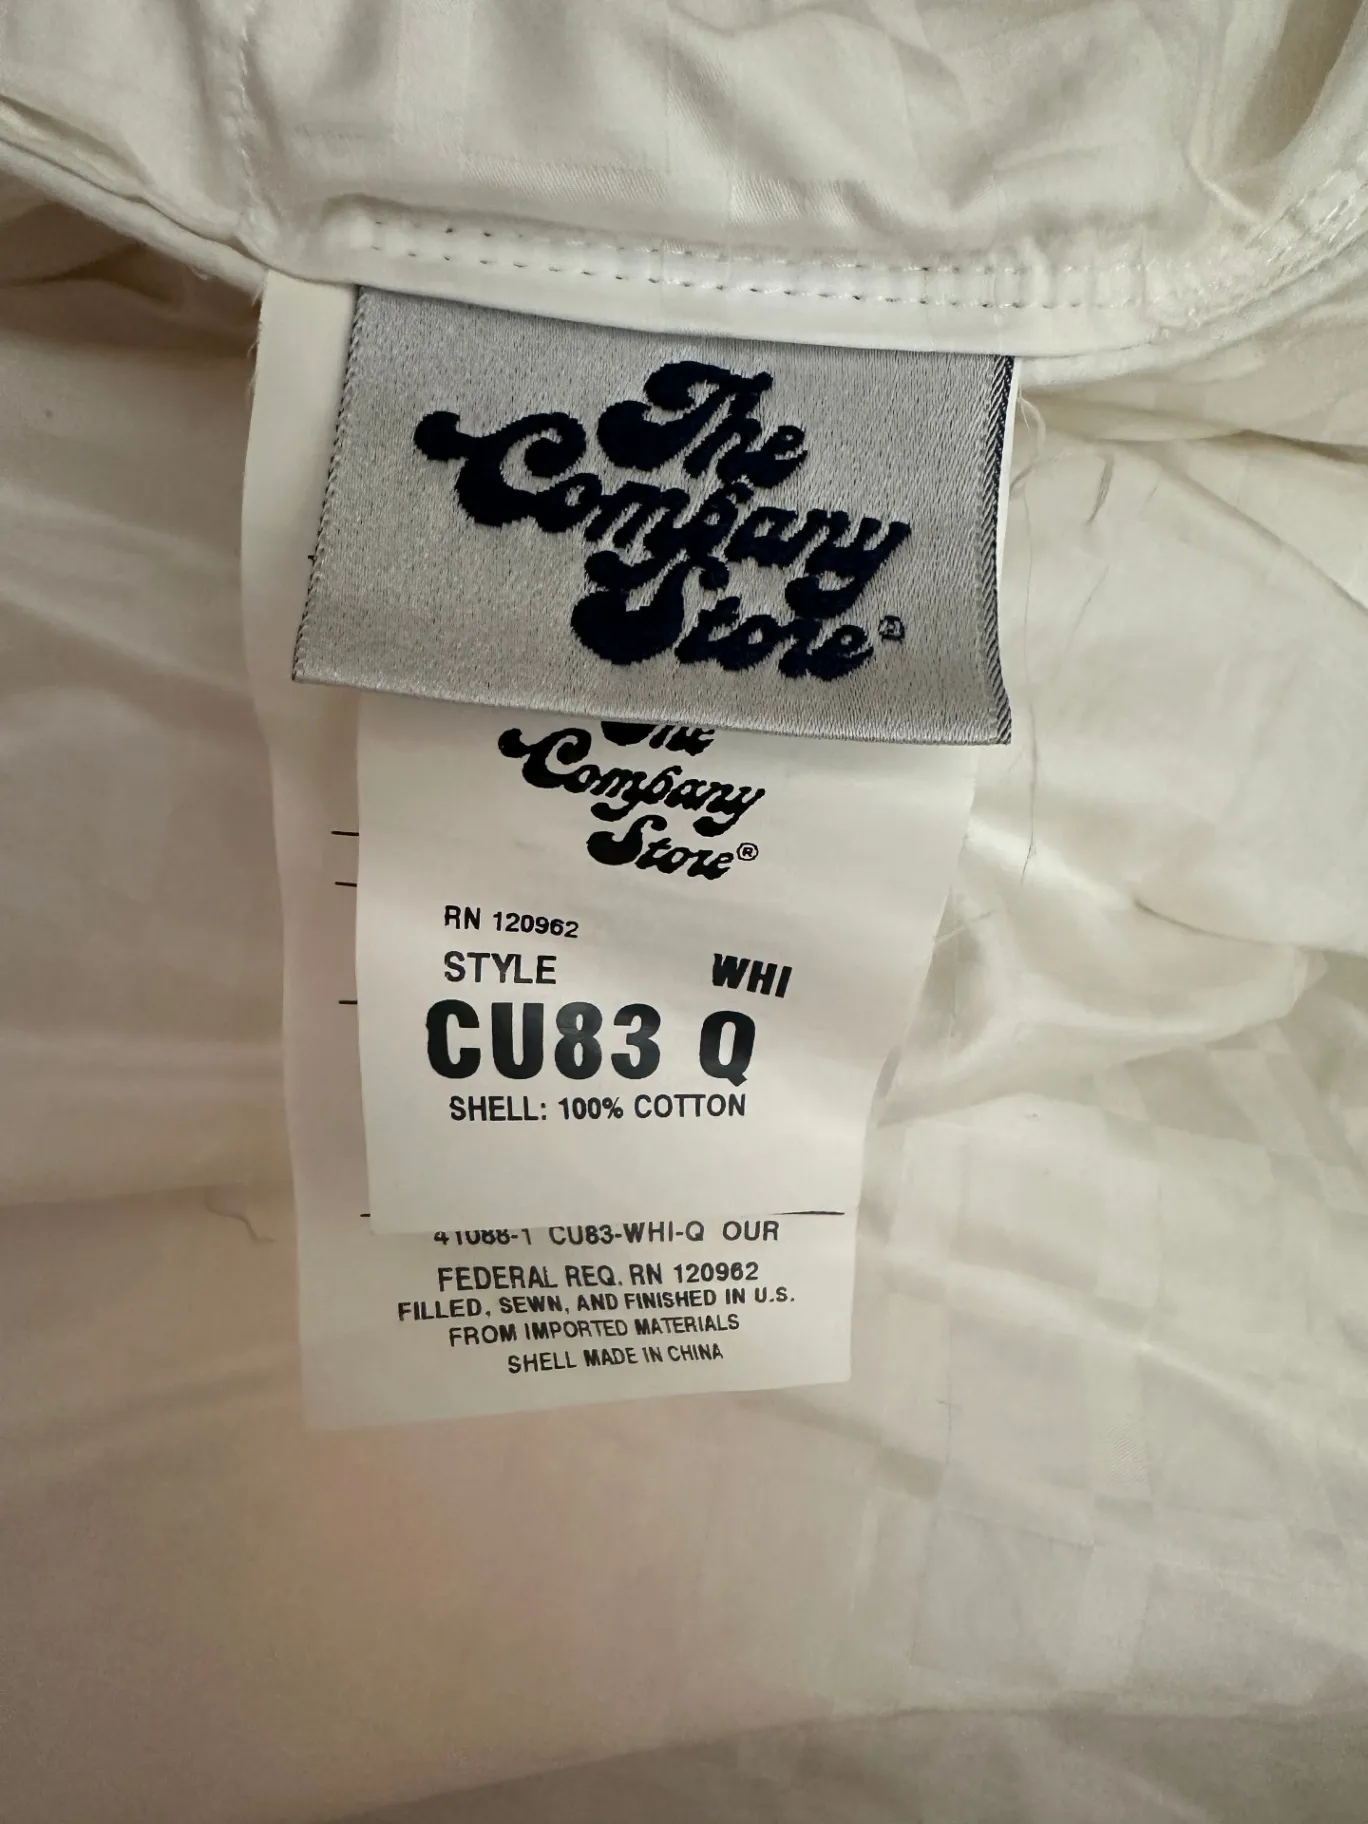 The
Company
Store®
The
Company
Store®
RN 120962
STYLE WHI
CU83 Q
SHELL: 100% COTTON
41088-1 CU83-WHI-Q OUR
FEDERAL REQ. RN 120962
FILLED, SEWN, AND FINISHED IN U.S.
FROM IMPORTED MATERIALS
SHELL MADE IN CHINA